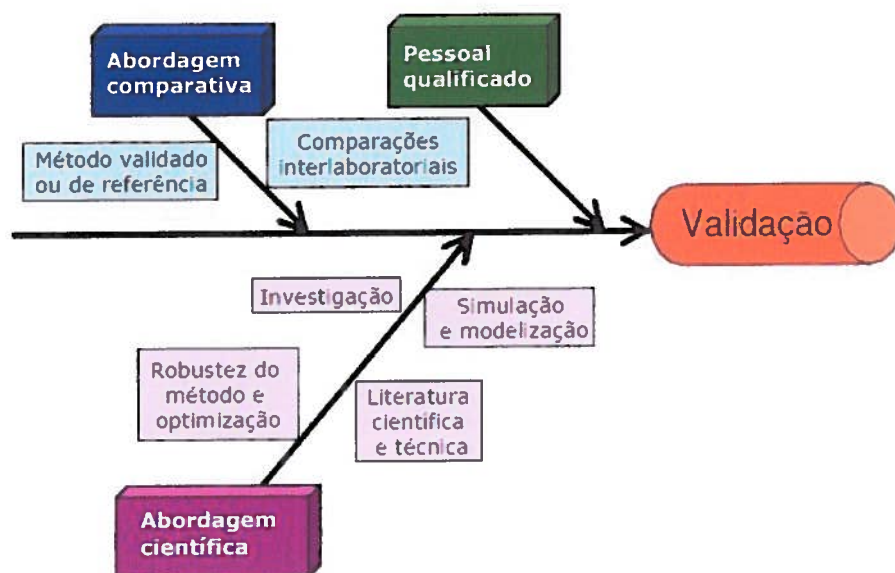 Abordagem
comparativa
Pessoal
qualificado
Método validado
ou de referência
Comparações
interlaboratoriais
Validação
Investigação
Simulação
e modelização
Robustez do
método e
optimização
Literatura
científica
e técnica
Abordagem
científica